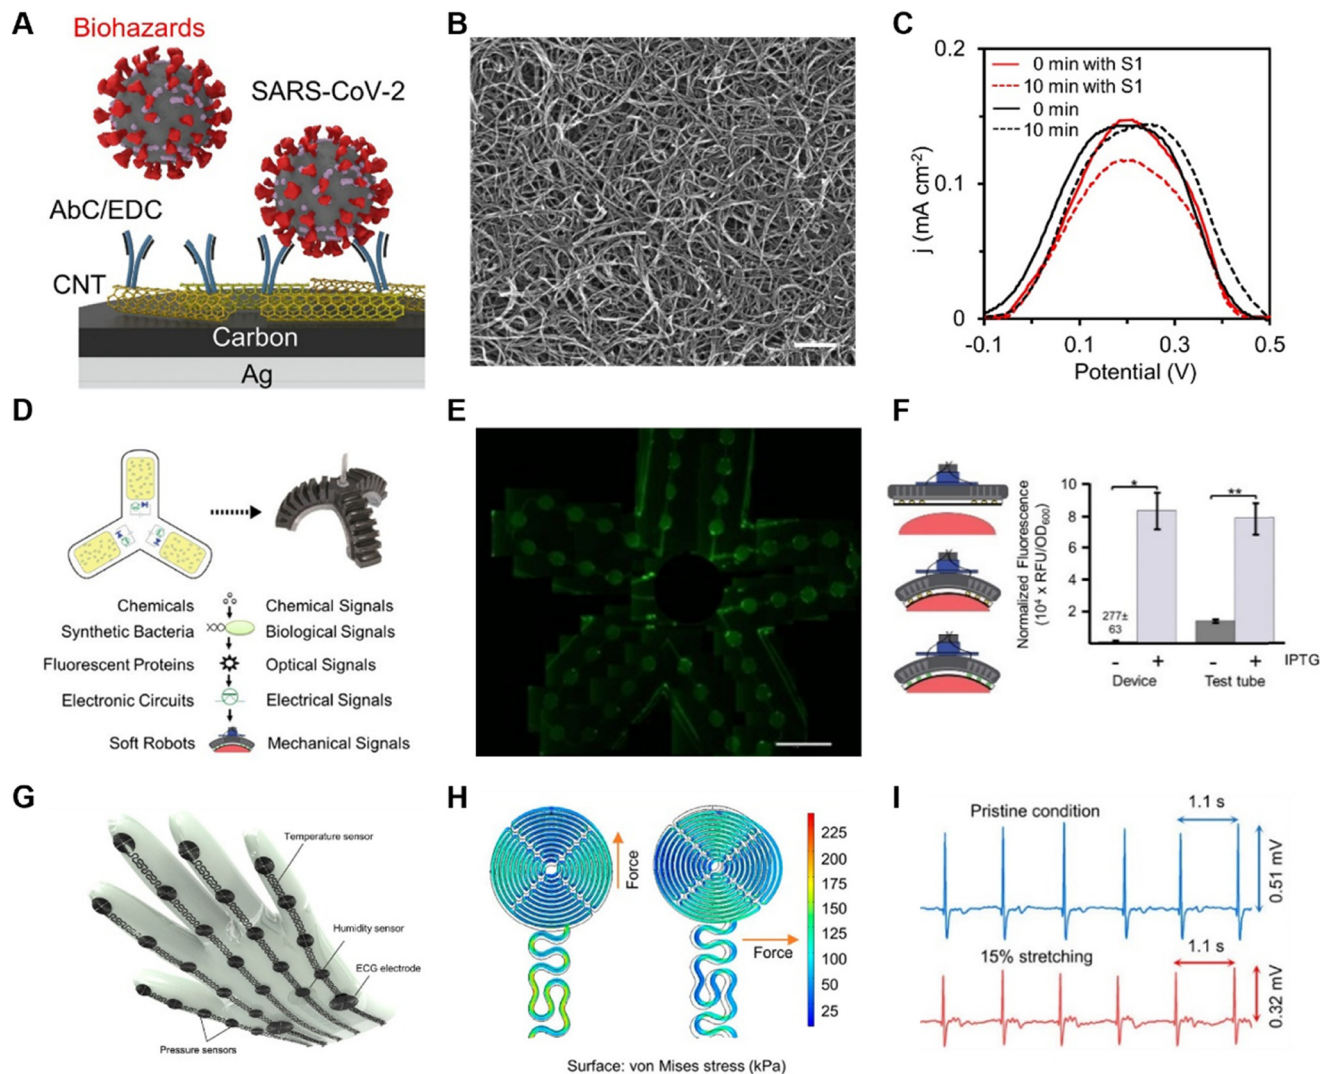 A
Biohazards
SARS-CoV-2
AbC/EDC
CNT
Carbon
Ag
B
C
0.2
0.1
0
j (mA cm-2)
0 min with S1
10 min with S1
0 min
10 min
-0.1 0.1 0.3 0.5
Potential (V)
D
Chemicals Chemical Signals
Synthetic Bacteria Biological Signals
Fluorescent Proteins Optical Signals
Electronic Circuits Electrical Signals
Soft Robots Mechanical Signals
E
F
Normalized Fluorescence
(10⁴ x RFU/OD₆₀₀)
10
8
6
4
2
* **
277±
63
- + - + IPTG
Device Test tube
G
Temperature sensor
Humidity sensor
ECG electrode
Pressure sensors
H
Force
Force
225
200
175
150
125
100
75
50
25
Surface: von Mises stress (kPa)
I
Pristine condition
1.1 s
0.51 mV
15% stretching
1.1 s
0.32 mV